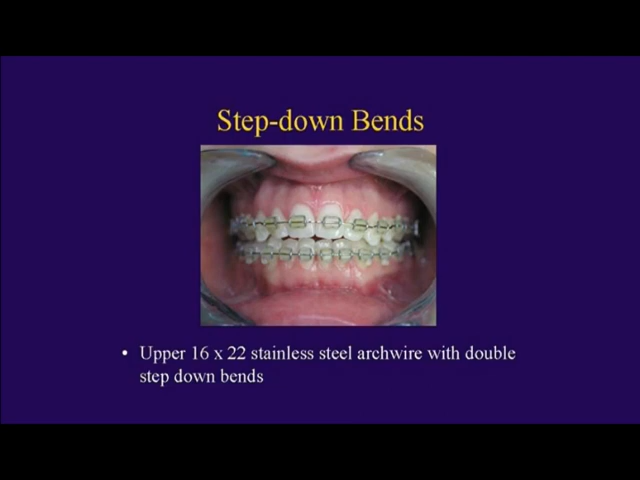 Step-down Bends
• Upper 16 x 22 stainless steel archwire with double
step down bends